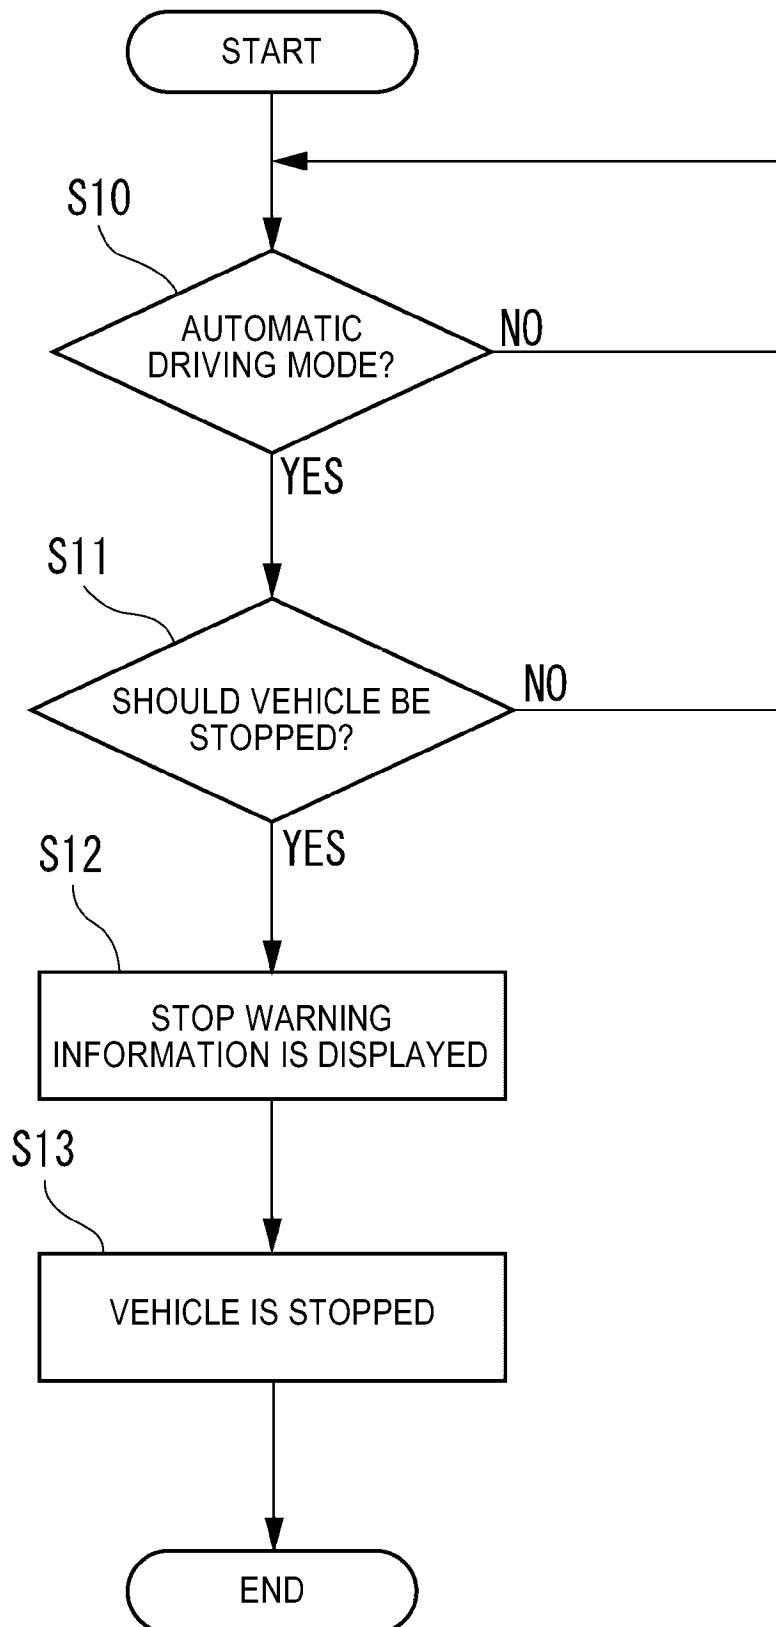 START
S10
AUTOMATIC
DRIVING MODE?
NO
YES
S11
SHOULD VEHICLE BE
STOPPED?
NO
YES
S12
STOP WARNING
INFORMATION IS DISPLAYED
S13
VEHICLE IS STOPPED
END